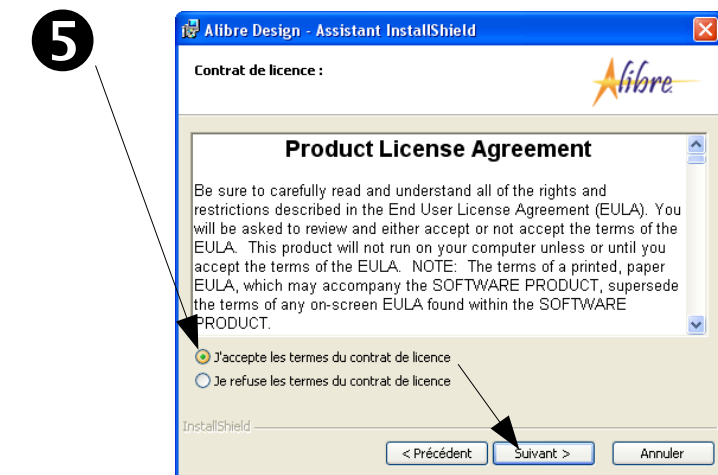 5
Alibre Design - Assistant InstallShield
Contrat de licence :
Alibre
Product License Agreement
Be sure to carefully read and understand all of the rights and
restrictions described in the End User License Agreement (EULA). You
will be asked to review and either accept or not accept the terms of the
EULA. This product will not run on your computer unless or until you
accept the terms of the EULA. NOTE: The terms of a printed, paper
EULA, which may accompany the SOFTWARE PRODUCT, supersede
the terms of any on-screen EULA found within the SOFTWARE
PRODUCT.
J'accepte les termes du contrat de licence
Je refuse les termes du contrat de licence
InstallShield
< Précédent Suivant > Annuler